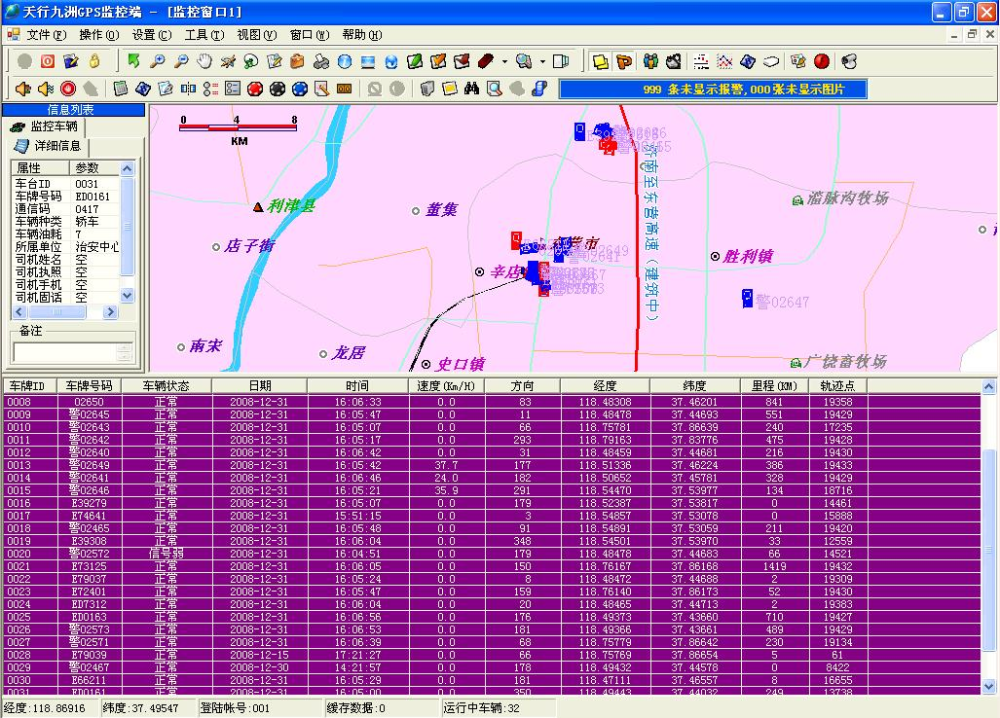 天行九洲GPS监控端 - [监控窗口1]
文件(F) 操作(O) 设置(C) 工具(T) 视图(V) 窗口(W) 帮助(H)
999 条未显示报警,000张未显示图片
信息列表
监控车辆
详细信息
属性 参数
车台ID 0031
车牌号码 ED0161
通信码 0417
车辆种类 轿车
车辆油耗 7
所属单位 治安中心
司机姓名 空
司机执照 空
司机手机 空
司机固话 空
备注
0 4 8
KM
利津县
董集
店子街
辛店
南宋
龙居
史口镇
胜利镇
济南至东营高速（建筑中）
警02647
广饶畜牧场
车牌ID 车牌号码 车辆状态 日期 时间 速度(Km/H) 方向 经度 纬度 里程(KM) 轨迹点
0008 02650 正常 2008-12-31 16:06:33 0.0 83 118.48308 37.46201 841 19358
0009 警02645 正常 2008-12-31 16:05:47 0.0 11 118.48478 37.44693 551 19429
0010 警02643 正常 2008-12-31 16:05:07 0.0 66 118.75781 37.86639 240 17235
0011 警02642 正常 2008-12-31 16:05:17 0.0 293 118.79163 37.83776 475 19428
0012 警02640 正常 2008-12-31 16:06:42 0.0 31 118.48459 37.44681 216 19430
0013 警02649 正常 2008-12-31 16:05:42 37.7 177 118.51336 37.46224 386 19433
0014 警02641 正常 2008-12-31 16:06:46 24.0 182 118.50652 37.45781 328 19429
0015 警02646 正常 2008-12-31 16:05:21 35.9 291 118.54470 37.53977 134 18716
0016 E39279 正常 2008-12-31 16:05:07 0.0 179 118.52387 37.53817 0 14461
0017 E74641 正常 2008-12-31 15:51:15 0.0 3 118.54857 37.53078 0 15868
0018 警02465 正常 2008-12-31 16:05:48 0.0 91 118.54891 37.53059 211 19420
0019 E39308 正常 2008-12-31 16:06:04 0.0 348 118.54501 37.53970 33 12559
0020 警02572 信号弱 2008-12-31 16:04:51 0.0 179 118.48478 37.44683 66 14521
0021 E73125 正常 2008-12-31 16:06:05 0.0 150 118.76167 37.86168 1419 19432
0022 E79037 正常 2008-12-31 16:05:24 0.0 8 118.48472 37.44688 2 19309
0023 E72401 正常 2008-12-31 16:05:47 0.0 159 118.76140 37.86173 52 19430
0024 ED7312 正常 2008-12-31 16:06:04 0.0 20 118.48465 37.44713 2 19383
0025 ED0163 正常 2008-12-31 16:06:56 0.0 176 118.49373 37.43660 710 19427
0026 警02573 正常 2008-12-31 16:06:53 0.0 181 118.49366 37.43661 489 19429
0027 警02571 正常 2008-12-31 16:06:39 0.0 68 118.75779 37.86642 230 19134
0028 E79039 正常 2008-12-15 17:21:27 0.0 66 118.75769 37.86654 5 61
0029 警02467 正常 2008-12-30 14:21:57 0.0 178 118.49432 37.44578 0 8422
0030 E66211 正常 2008-12-31 16:05:29 0.0 181 118.47111 37.46557 8 16655
0031 ED0161 正常 2008-12-31 16:05:00 0.0 350 118.49443 37.44032 249 13738
经度:118.86916 纬度:37.49547 登陆帐号:001 缓存数据:0 运行中车辆:32